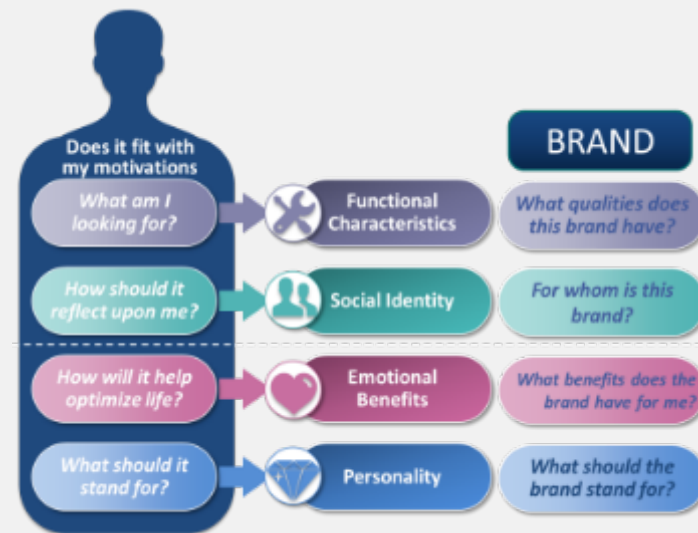 Does it fit with
my motivations
BRAND
What am I
looking for?
Functional
Characteristics
What qualities does
this brand have?
How should it
reflect upon me?
Social Identity
For whom is this
brand?
How will it help
optimize life?
Emotional
Benefits
What benefits does the
brand have for me?
What should it
stand for?
Personality
What should the
brand stand for?